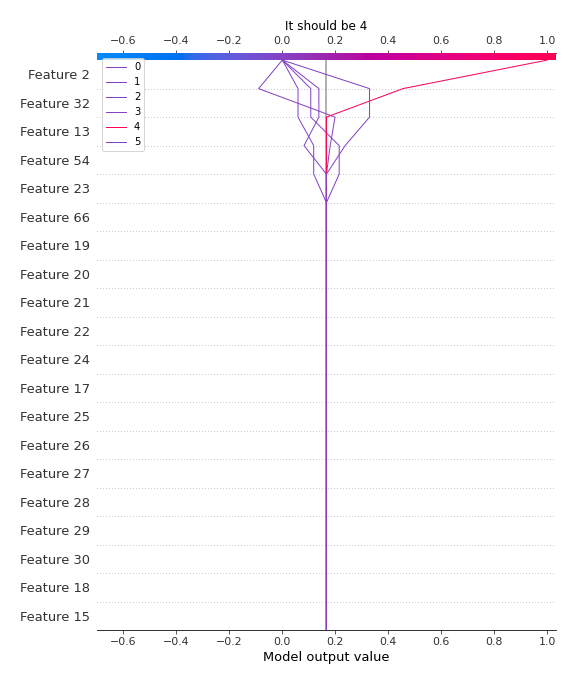 It should be 4
−0.6 −0.4 −0.2 0.0 0.2 0.4 0.6 0.8 1.0
0
1
2
3
4
5
Feature 2
Feature 32
Feature 13
Feature 54
Feature 23
Feature 66
Feature 19
Feature 20
Feature 21
Feature 22
Feature 24
Feature 17
Feature 25
Feature 26
Feature 27
Feature 28
Feature 29
Feature 30
Feature 18
Feature 15
−0.6 −0.4 −0.2 0.0 0.2 0.4 0.6 0.8 1.0
Model output value